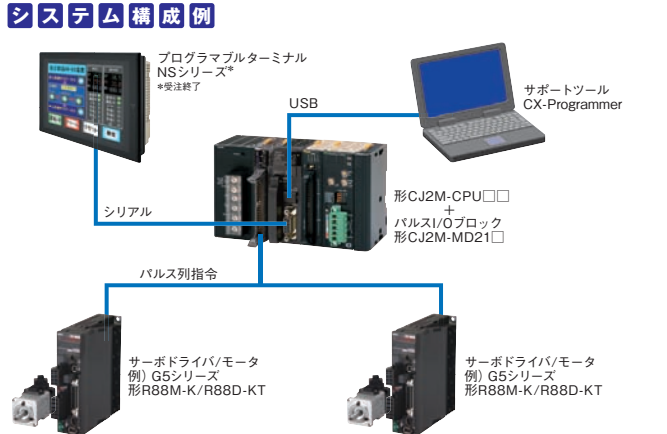 システム構成例
プログラマブルターミナル
NSシリーズ*
*受注終了
USB
サポートツール
CX-Programmer
シリアル
形CJ2M-CPU□□
+
パルスI/Oブロック
形CJ2M-MD21□
パルス列指令
サーボドライバ/モータ
例) G5シリーズ
形R88M-K/R88D-KT
サーボドライバ/モータ
例) G5シリーズ
形R88M-K/R88D-KT